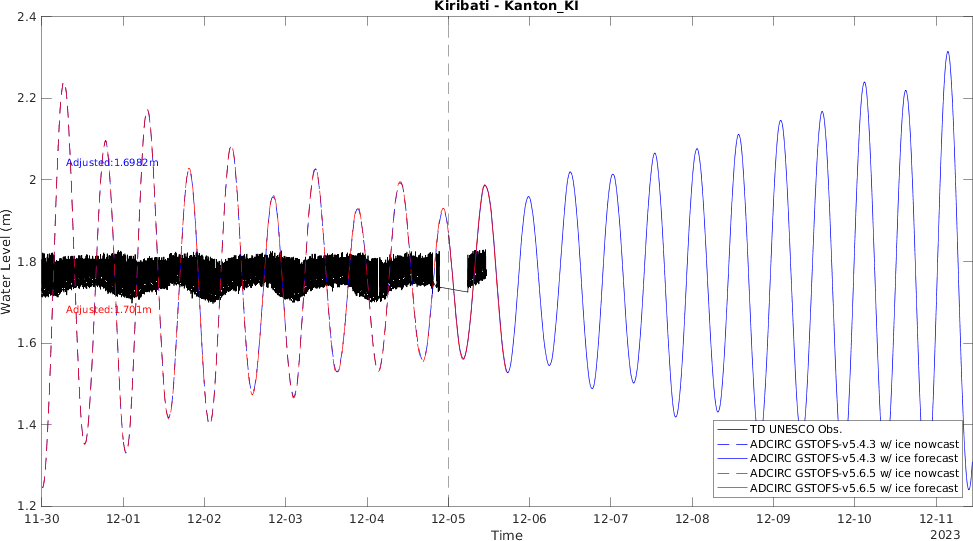 Kiribati - Kanton_KI
Water Level (m)
2.4
2.2
2
1.8
1.6
1.4
1.2
Adjusted:1.6982m
Adjusted:1.701m
TD UNESCO Obs.
ADCIRC GSTOFS-v5.4.3 w/ ice nowcast
ADCIRC GSTOFS-v5.4.3 w/ ice forecast
ADCIRC GSTOFS-v5.6.5 w/ ice nowcast
ADCIRC GSTOFS-v5.6.5 w/ ice forecast
11-30 12-01 12-02 12-03 12-04 12-05 12-06 12-07 12-08 12-09 12-10 12-11
2023
Time